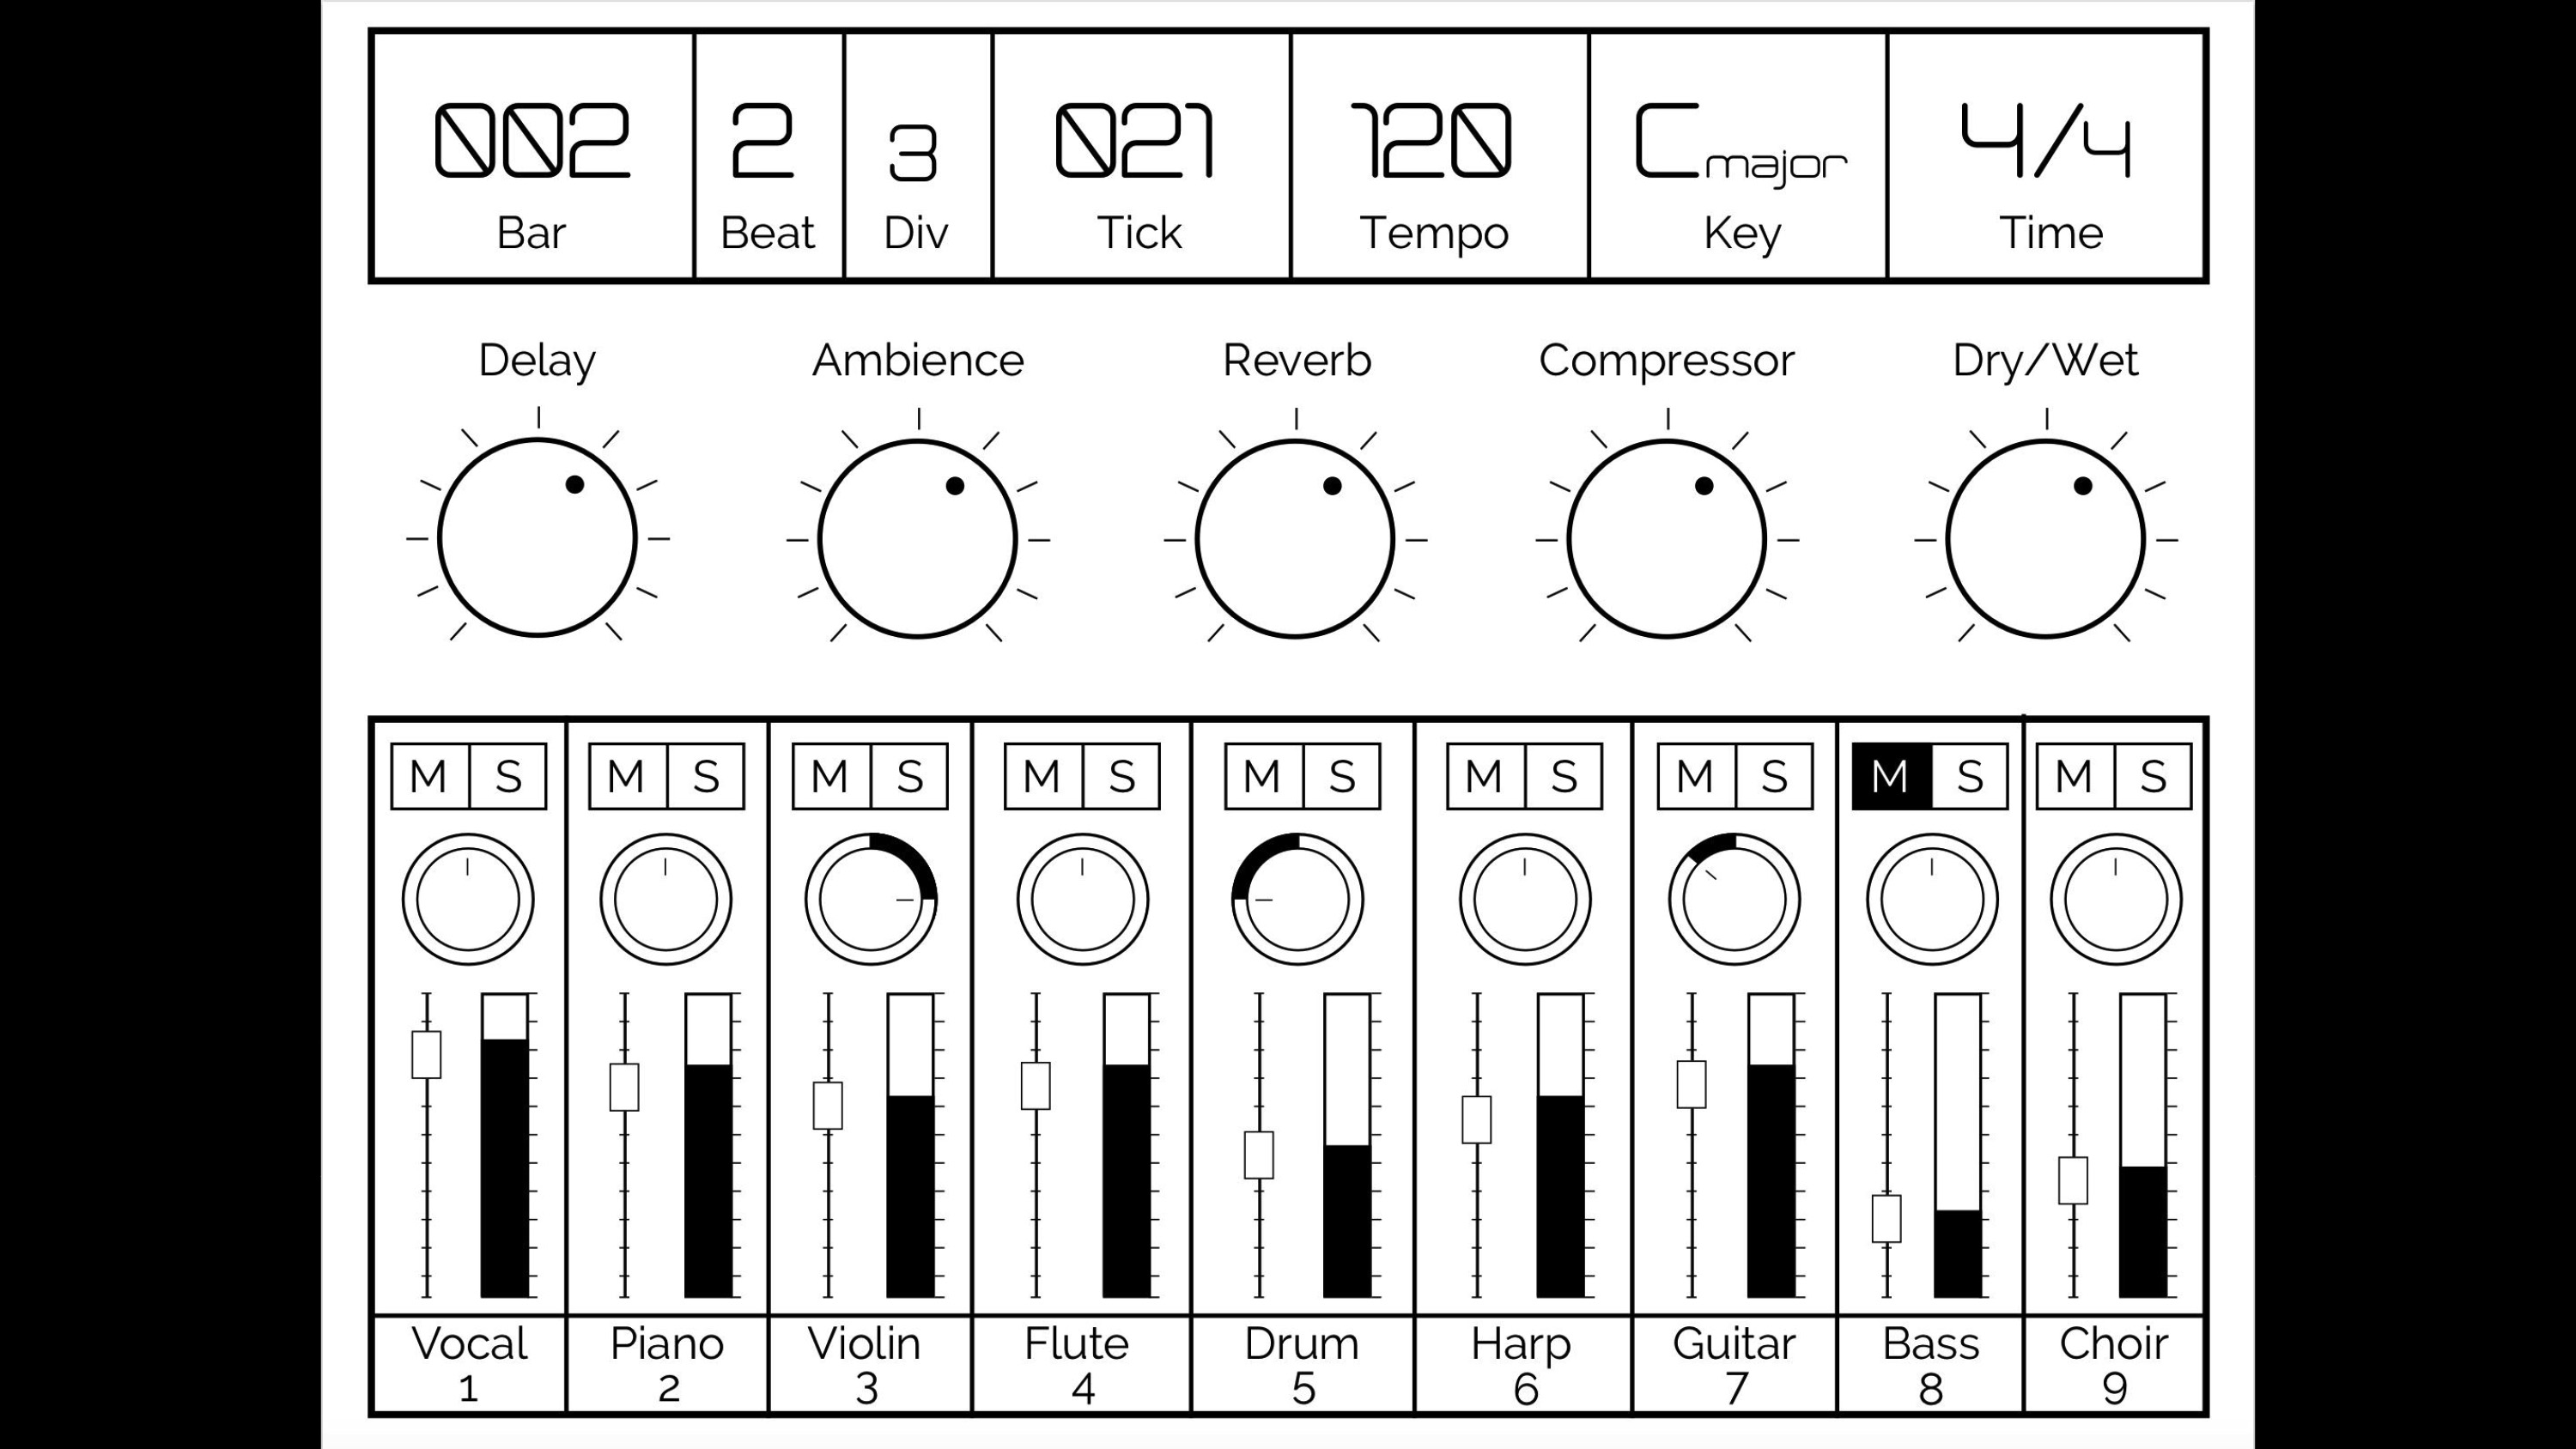 002 2 3 021 120 Cmajor 4/4
Bar Beat Div Tick Tempo Key Time
Delay Ambience Reverb Compressor Dry/Wet
M S M S M S M S M S M S M S M S M S
Vocal Piano Violin Flute Drum Harp Guitar Bass Choir
1 2 3 4 5 6 7 8 9